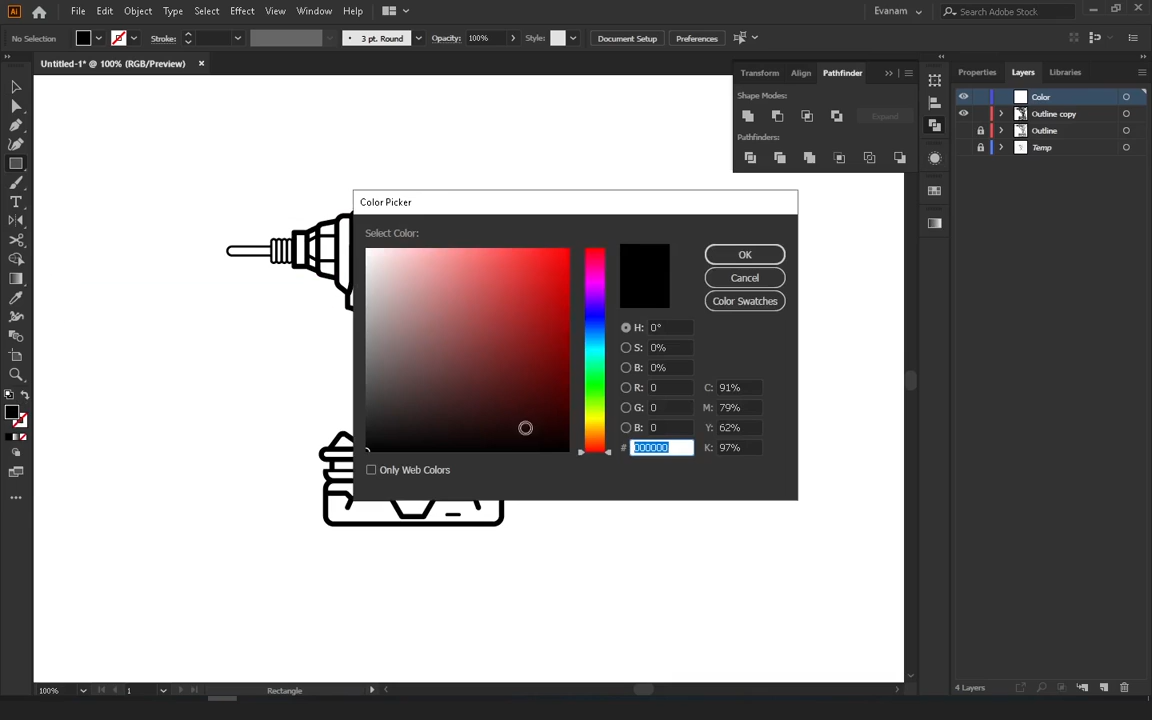 Ai File Edit Object Type Select Effect View Window Help Evanam Search Adobe Stock
No Selection Stroke: 3 pt. Round Opacity: 100% Style: Document Setup Preferences
Untitled-1* @ 100% (RGB/Preview) ×
Transform Align Pathfinder
Shape Modes:
Expand
Pathfinders:
Properties Layers Libraries
Color
Outline copy
Outline
Temp
Color Picker
Select Color:
OK
Cancel
Color Swatches
H: 0°
S: 0%
B: 0%
R: 0 C: 91%
G: 0 M: 79%
B: 0 Y: 62%
# 000000 K: 97%
Only Web Colors
100% 1 Rectangle
4 Layers